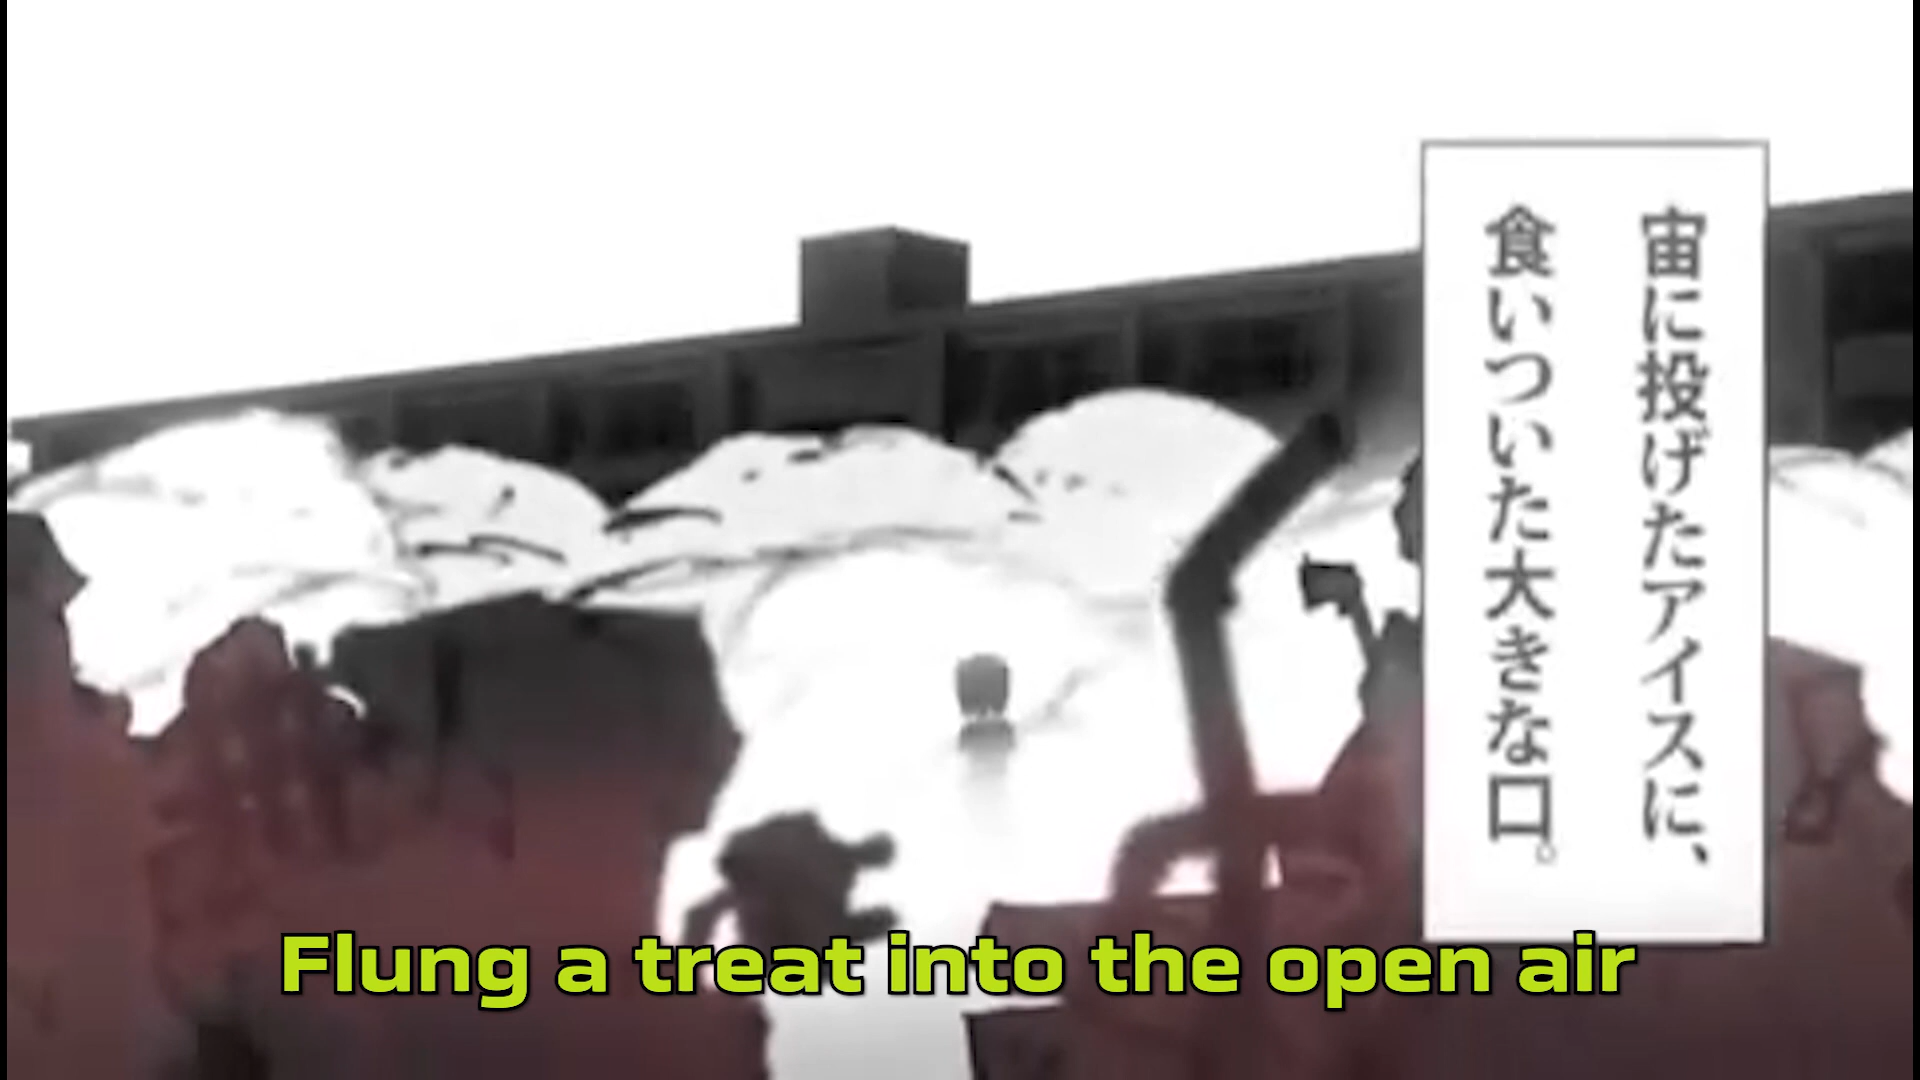 宙に投げたアイスに、
食いついた大きな口。
Flung a treat into the open air